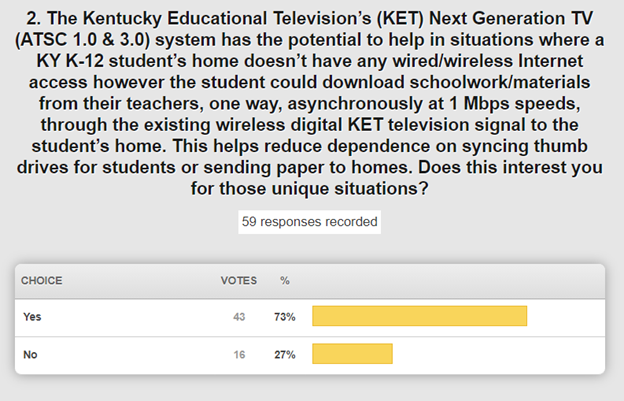 2. The Kentucky Educational Television's (KET) Next Generation TV
(ATSC 1.0 & 3.0) system has the potential to help in situations where a
KY K-12 student's home doesn't have any wired/wireless Internet
access however the student could download schoolwork/materials
from their teachers, one way, asynchronously at 1 Mbps speeds,
through the existing wireless digital KET television signal to the
student's home. This helps reduce dependence on syncing thumb
drives for students or sending paper to homes. Does this interest you
for those unique situations?
59 responses recorded
CHOICE VOTES %
Yes 43 73%
No 16 27%